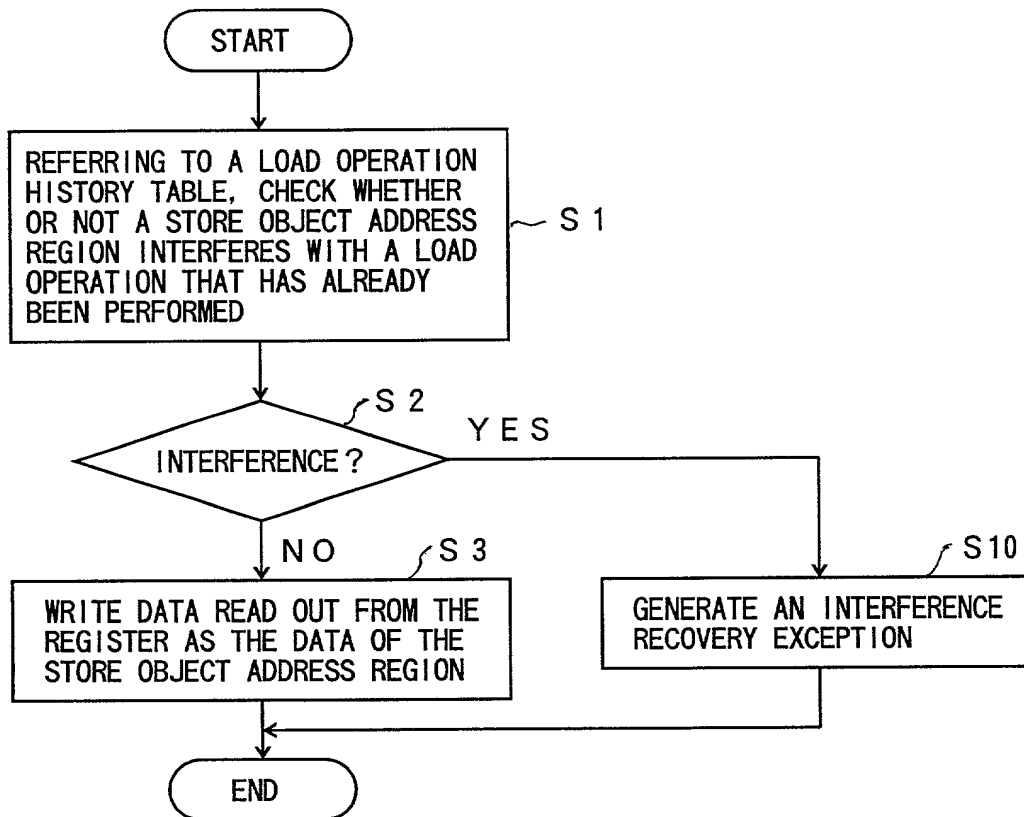 START
REFERRING TO A LOAD OPERATION
HISTORY TABLE, CHECK WHETHER
OR NOT A STORE OBJECT ADDRESS
REGION INTERFERES WITH A LOAD
OPERATION THAT HAS ALREADY
BEEN PERFORMED
S 1
S 2
INTERFERENCE?
YES
NO
S 3
WRITE DATA READ OUT FROM THE
REGISTER AS THE DATA OF THE
STORE OBJECT ADDRESS REGION
S10
GENERATE AN INTERFERENCE
RECOVERY EXCEPTION
END